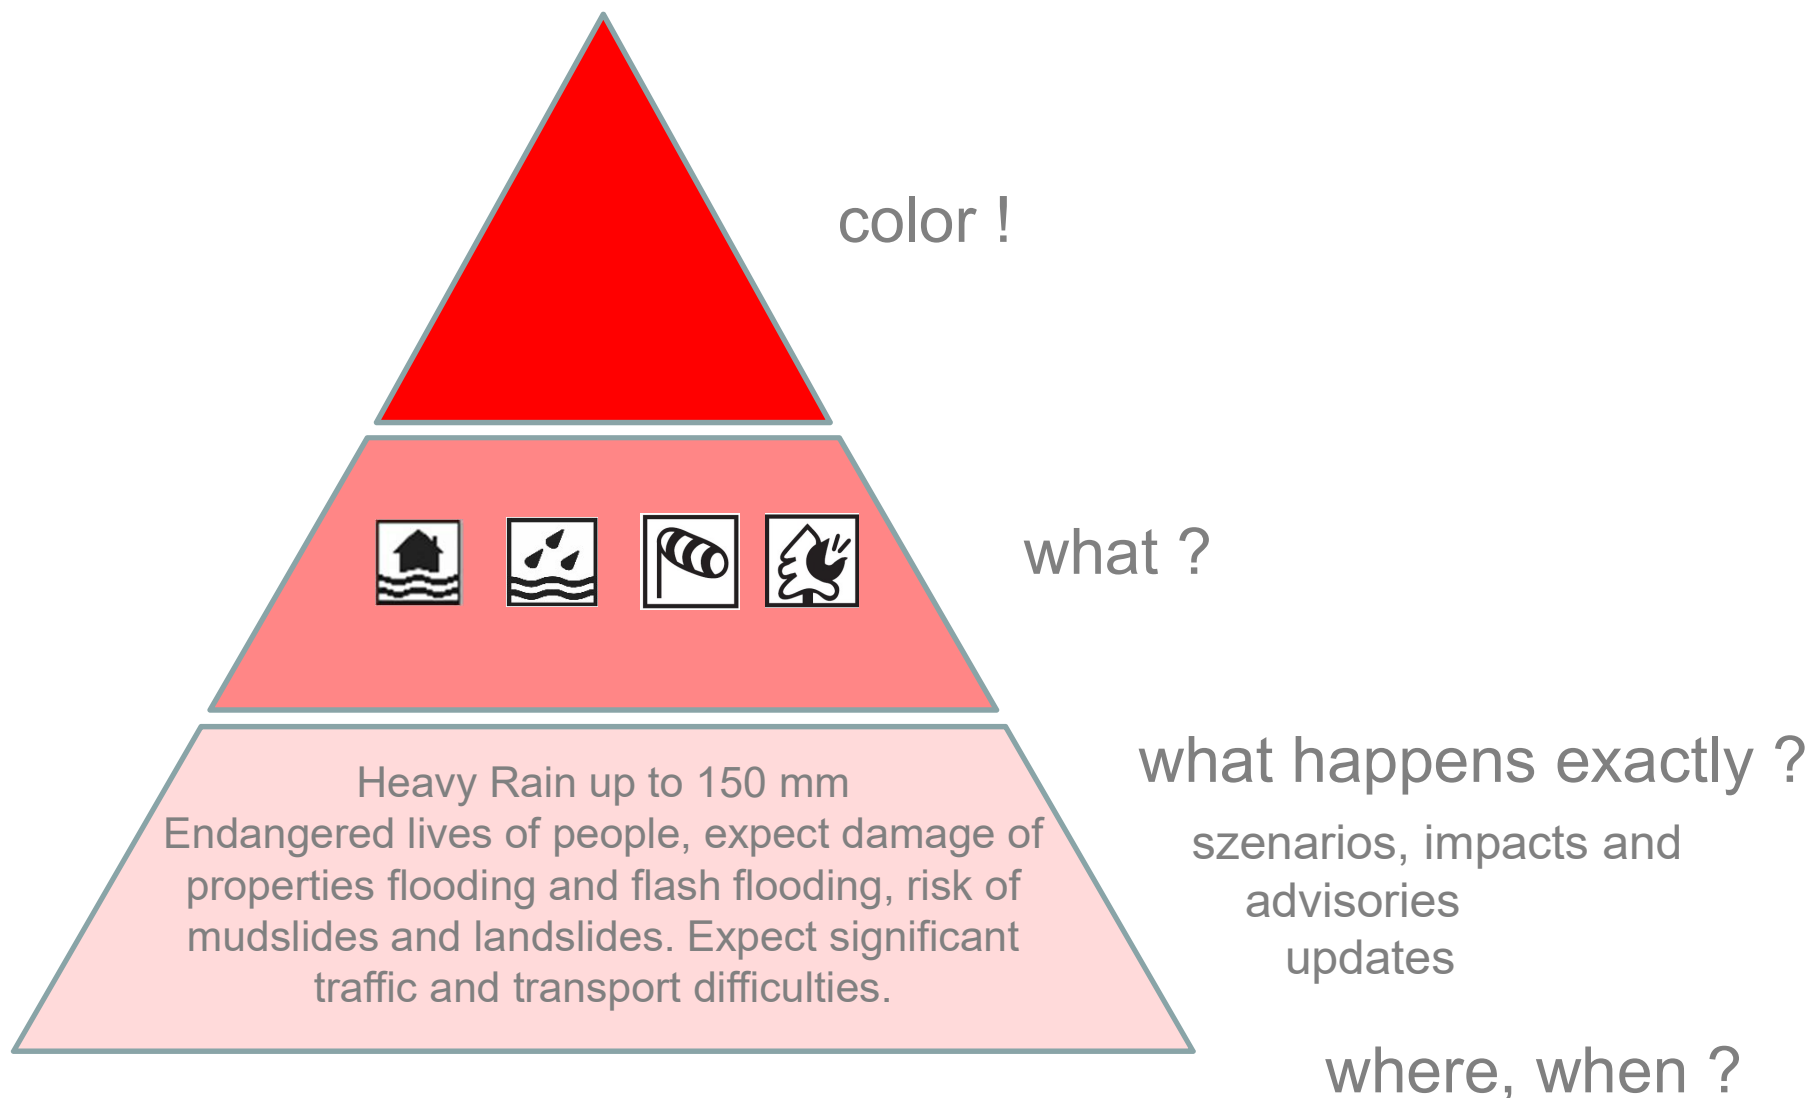 color !
what ?
Heavy Rain up to 150 mm
Endangered lives of people, expect damage of
properties flooding and flash flooding, risk of
mudslides and landslides. Expect significant
traffic and transport difficulties.
what happens exactly ?
szenarios, impacts and
advisories
updates
where, when ?